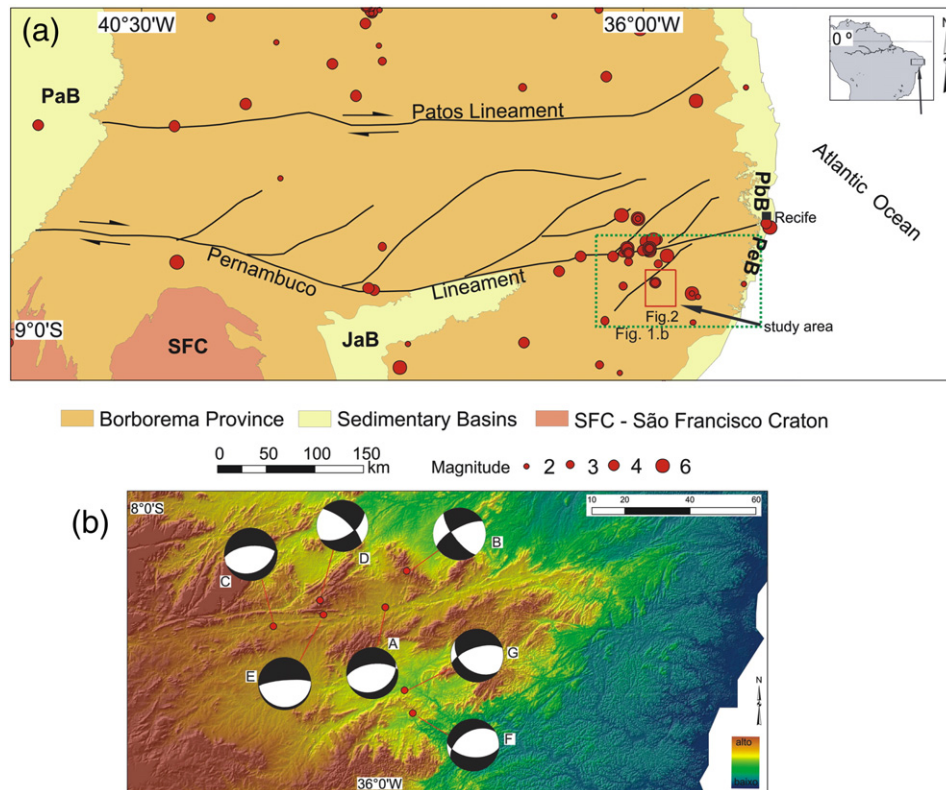 (a)
40°30'W
36°00'W
N
0 °
PaB
Patos Lineament
Atlantic Ocean
PbB
Recife
PeB
Pernambuco
Lineament
Fig.2
study area
9°0'S
Fig. 1.b
SFC
JaB
Borborema Province
Sedimentary Basins
SFC - São Francisco Craton
0 50 100 150
km
Magnitude 2 3 4 6
(b)
8°0'S
10 20 40 60
B
D
C
A
G
E
F
N
Z
alto
baixo
36°0'W